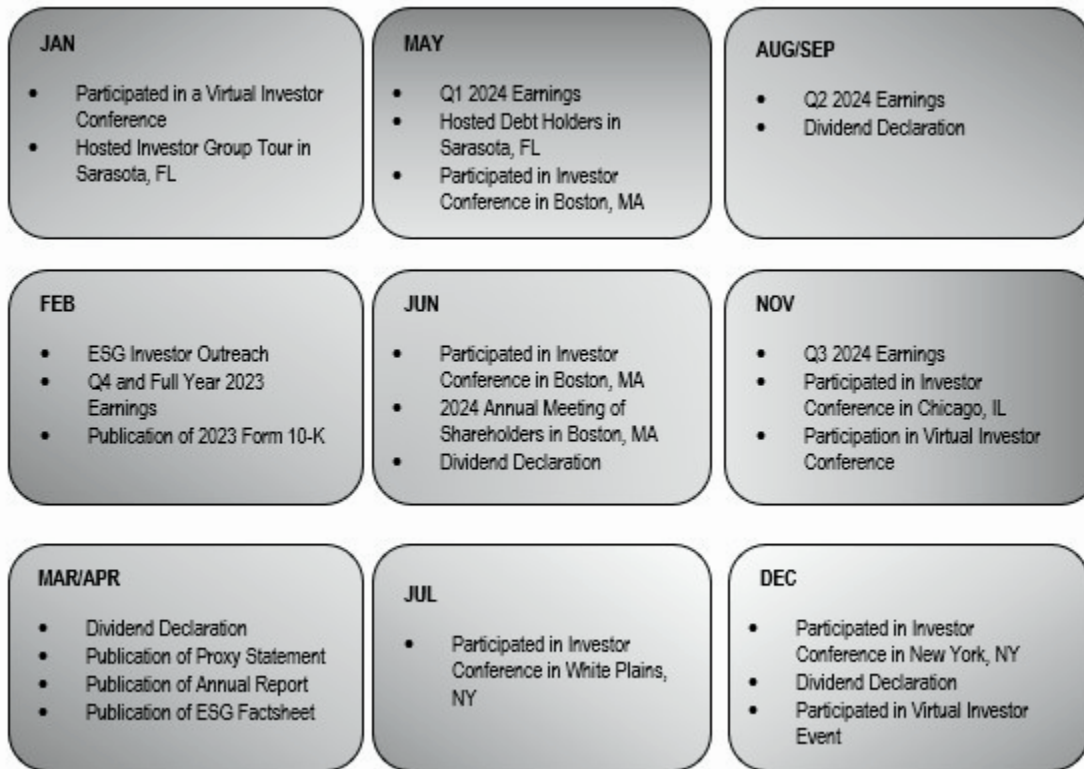 JAN
• Participated in a Virtual Investor
Conference
• Hosted Investor Group Tour in
Sarasota, FL
FEB
• ESG Investor Outreach
• Q4 and Full Year 2023
Earnings
• Publication of 2023 Form 10-K
MAR/APR
• Dividend Declaration
• Publication of Proxy Statement
• Publication of Annual Report
• Publication of ESG Factsheet
MAY
• Q1 2024 Earnings
• Hosted Debt Holders in
Sarasota, FL
• Participated in Investor
Conference in Boston, MA
JUN
• Participated in Investor
Conference in Boston, MA
• 2024 Annual Meeting of
Shareholders in Boston, MA
• Dividend Declaration
JUL
• Participated in Investor
Conference in White Plains,
NY
AUG/SEP
• Q2 2024 Earnings
• Dividend Declaration
NOV
• Q3 2024 Earnings
• Participated in Investor
Conference in Chicago, IL
• Participation in Virtual Investor
Conference
DEC
• Participated in Investor
Conference in New York, NY
• Dividend Declaration
• Participated in Virtual Investor
Event